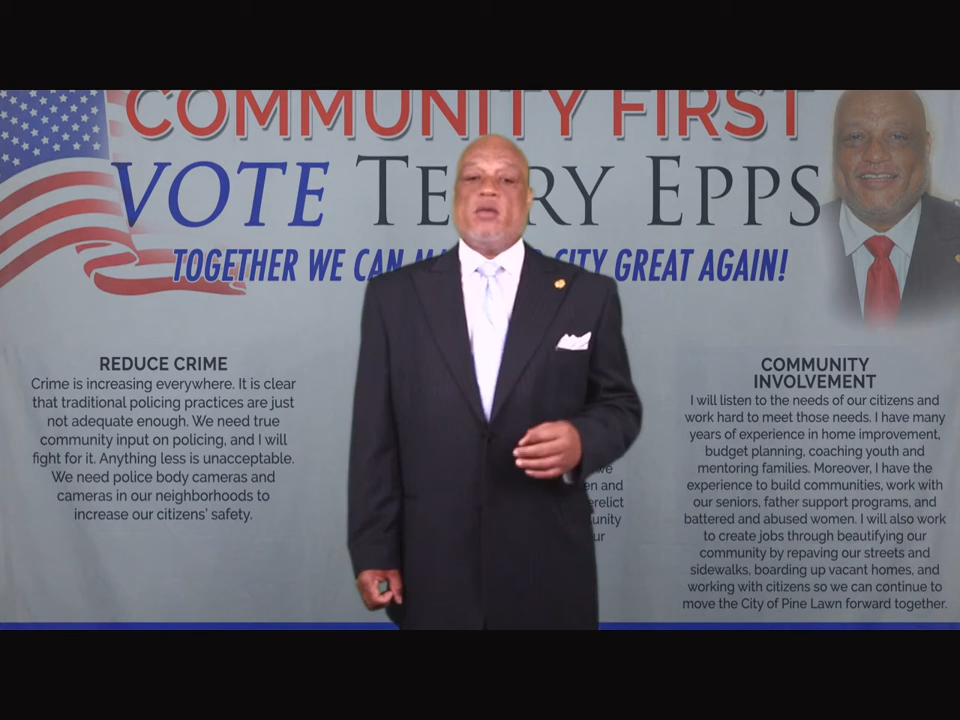 COMMUNITY FIRST
VOTE TERRY EPPS
TOGETHER WE CAN CITY GREAT AGAIN!
REDUCE CRIME
Crime is increasing everywhere. It is clear
that traditional policing practices are just
not adequate enough. We need true
community input on policing, and I will
fight for it. Anything less is unacceptable.
We need police body cameras and
cameras in our neighborhoods to
increase our citizens' safety.
we
and
COMMUNITY
INVOLVEMENT
I will listen to the needs of our citizens and
work hard to meet those needs. I have many
years of experience in home improvement,
budget planning, coaching youth and
mentoring families. Moreover, I have the
experience to build communities, work with
our seniors, father support programs, and
battered and abused women. I will also work
to create jobs through beautifying our
community by repaving our streets and
sidewalks, boarding up vacant homes, and
working with citizens so we can continue to
move the City of Pine Lawn forward together.